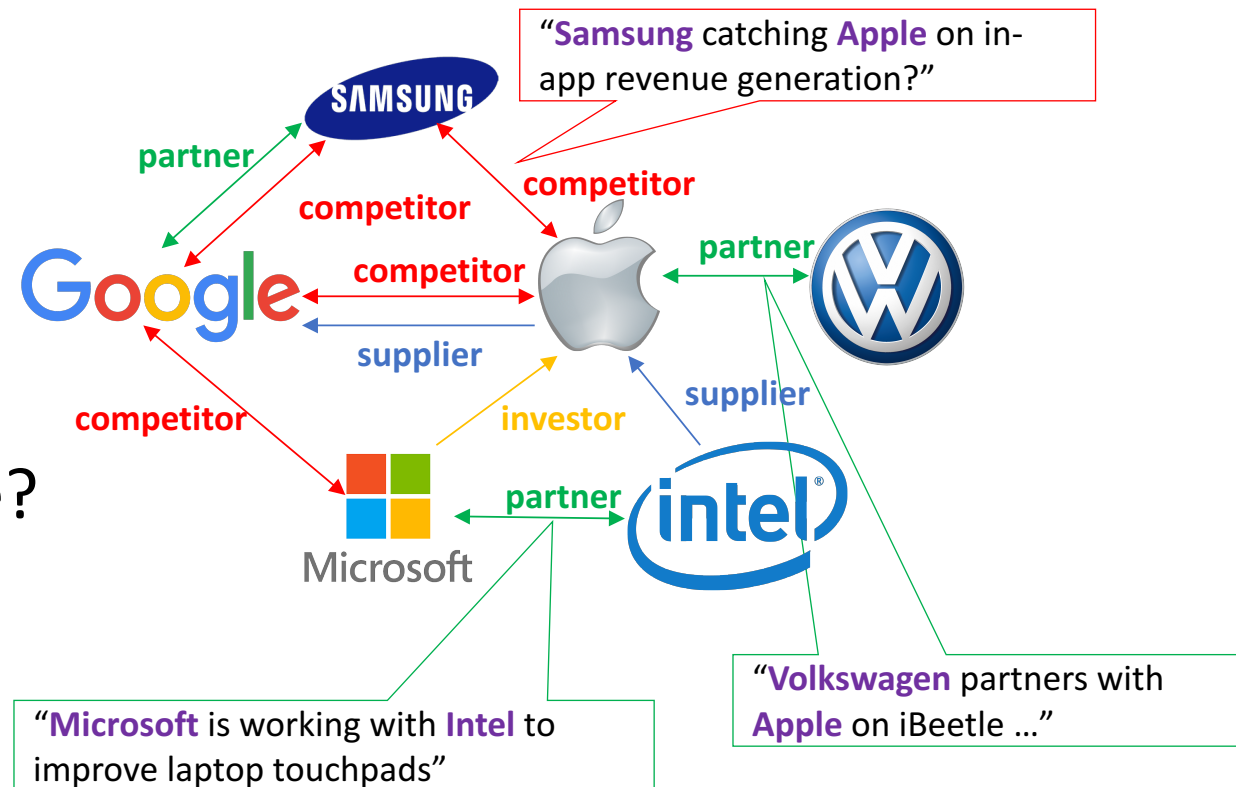 “Samsung catching Apple on in-
app revenue generation?”
SAMSUNG
partner
competitor
competitor
Google
competitor
partner
supplier
competitor
investor
supplier
?
partner
intel®
Microsoft
“Volkswagen partners with
Apple on iBeetle ...”
“Microsoft is working with Intel to
improve laptop touchpads”